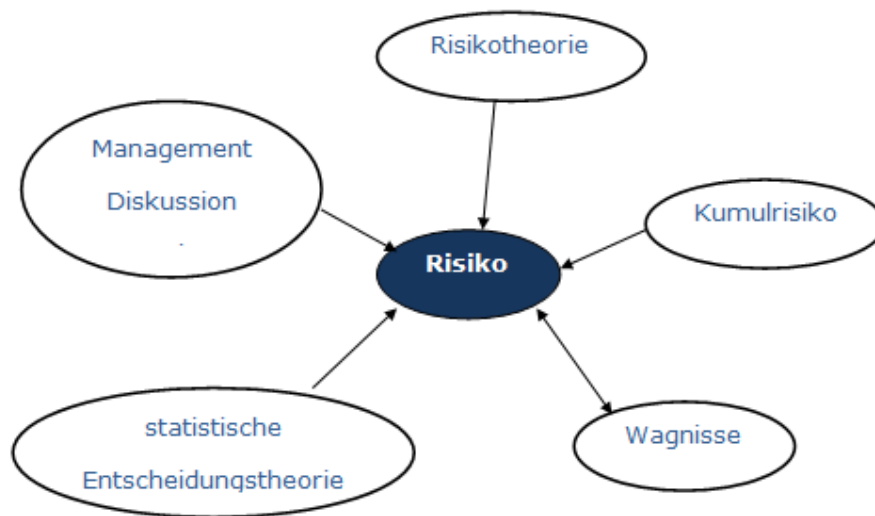 Risikotheorie
Management
Diskussion
.
Kumulrisiko
Risiko
statistische
Entscheidungstheorie
Wagnisse